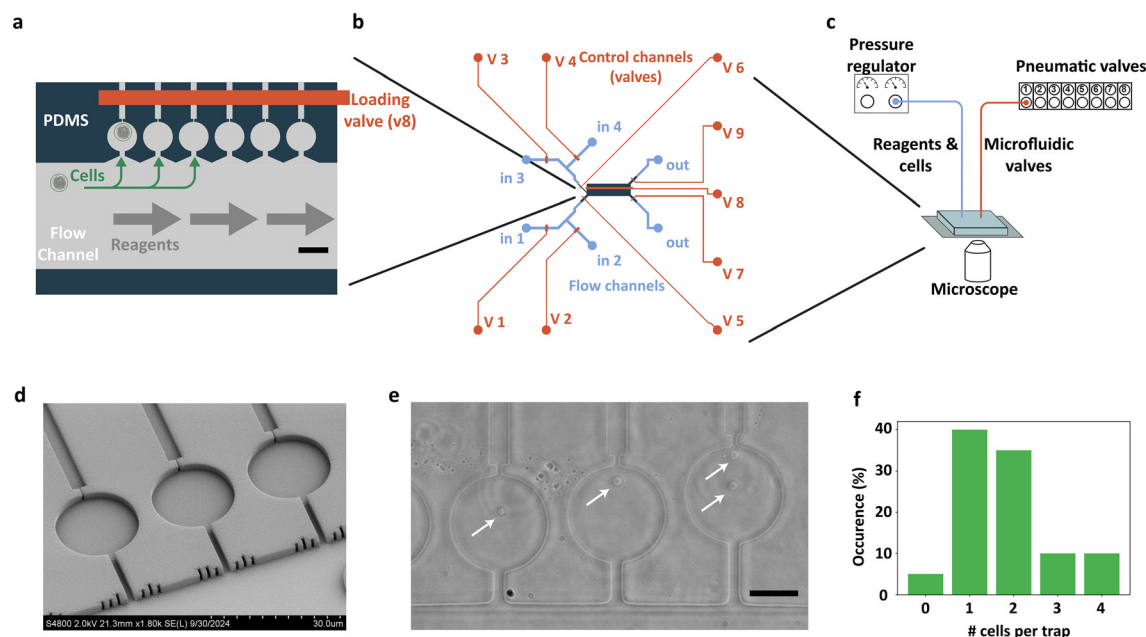 a
PDMS
Loading
valve (v8)
Cells
Flow
Channel
Reagents
b
V 3
V 4
Control channels
(valves)
V 6
in 4
V 9
in 3
out
V 8
in 1
in 2
out
V 7
Flow channels
V 1
V 2
V 5
c
Pressure
regulator
Pneumatic valves
1 2 3 4 5 6 7 8
Reagents &
cells
Microfluidic
valves
Microscope
d
S4800 2.0kV 21.3mm x1.80k SE(L) 9/30/2024
30.0um
e
f
Occurence (%)
40
30
20
10
0
0 1 2 3 4
# cells per trap